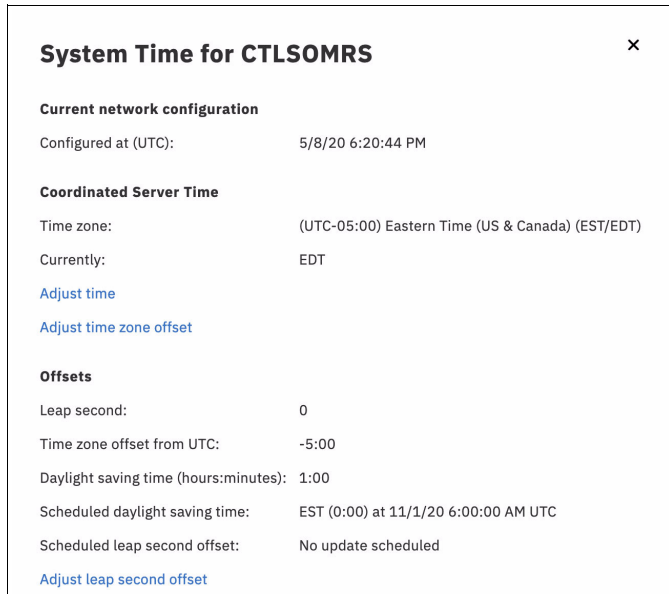 System Time for CTLSOMRS
Current network configuration
Configured at (UTC): 5/8/20 6:20:44 PM
Coordinated Server Time
Time zone: (UTC-05:00) Eastern Time (US & Canada) (EST/EDT)
Currently: EDT
Adjust time
Adjust time zone offset
Offsets
Leap second: 0
Time zone offset from UTC: -5:00
Daylight saving time (hours:minutes): 1:00
Scheduled daylight saving time: EST (0:00) at 11/1/20 6:00:00 AM UTC
Scheduled leap second offset: No update scheduled
Adjust leap second offset